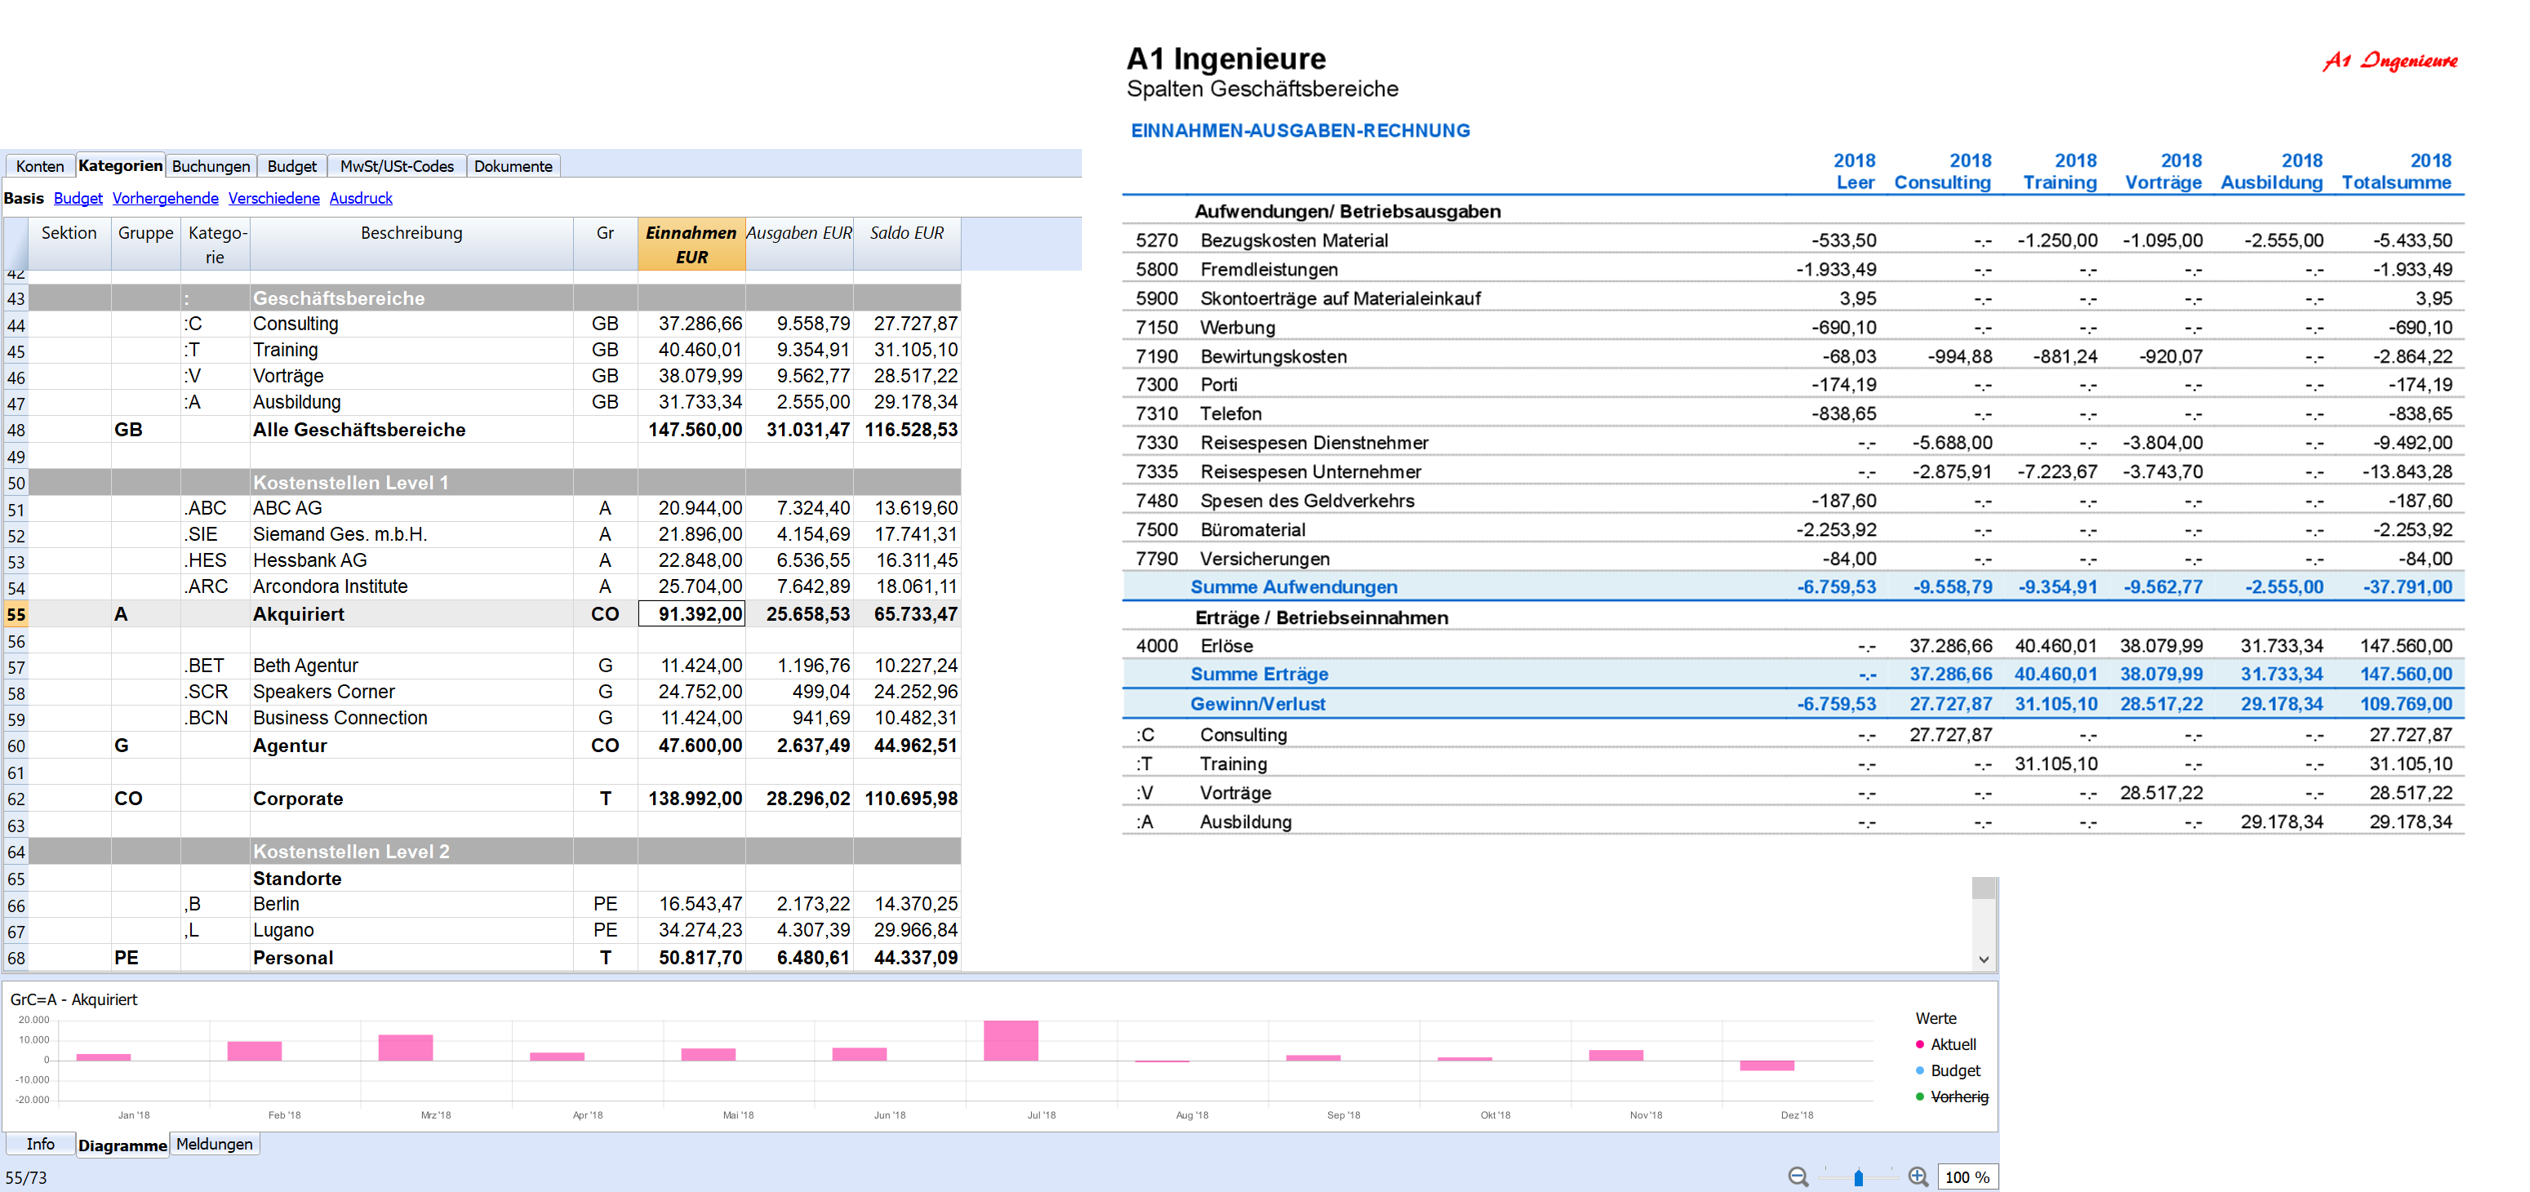 A1 Ingenieure
A1 Ingenieure
Spalten Geschäftsbereiche
EINNAHMEN-AUSGABEN-RECHNUNG
2018 2018 2018 2018 2018 2018
Leer Consulting Training Vorträge Ausbildung Totalsumme
Aufwendungen/ Betriebsausgaben
5270 Bezugskosten Material -533,50 -.- -1.250,00 -1.095,00 -2.555,00 -5.433,50
5800 Fremdleistungen -1.933,49 -.- -.- -.- -.- -1.933,49
5900 Skontoerträge auf Materialeinkauf 3,95 -.- -.- -.- -.- 3,95
7150 Werbung -690,10 -.- -.- -.- -.- -690,10
7190 Bewirtungskosten -68,03 -994,88 -881,24 -920,07 -.- -2.864,22
7300 Porti -174,19 -.- -.- -.- -.- -174,19
7310 Telefon -838,65 -.- -.- -.- -.- -838,65
7330 Reisespesen Dienstnehmer -.- -5.688,00 -.- -3.804,00 -.- -9.492,00
7335 Reisespesen Unternehmer -.- -2.875,91 -7.223,67 -3.743,70 -.- -13.843,28
7480 Spesen des Geldverkehrs -187,60 -.- -.- -.- -.- -187,60
7500 Büromaterial -2.253,92 -.- -.- -.- -.- -2.253,92
7790 Versicherungen -84,00 -.- -.- -.- -.- -84,00
Summe Aufwendungen -6.759,53 -9.558,79 -9.354,91 -9.562,77 -2.555,00 -37.791,00
Erträge / Betriebseinnahmen
4000 Erlöse -.- 37.286,66 40.460,01 38.079,99 31.733,34 147.560,00
Summe Erträge -.- 37.286,66 40.460,01 38.079,99 31.733,34 147.560,00
Gewinn/Verlust -6.759,53 27.727,87 31.105,10 28.517,22 29.178,34 109.769,00
:C Consulting -.- 27.727,87 -.- -.- -.- 27.727,87
:T Training -.- -.- 31.105,10 -.- -.- 31.105,10
:V Vorträge -.- -.- -.- 28.517,22 -.- 28.517,22
:A Ausbildung -.- -.- -.- -.- 29.178,34 29.178,34
Konten Kategorien Buchungen Budget MwSt/USt-Codes Dokumente
Basis Budget Vorhergehende Verschiedene Ausdruck
Sektion Gruppe Katego- Beschreibung Gr Einnahmen Ausgaben EUR Saldo EUR
rie EUR
42
43 : Geschäftsbereiche
44 :C Consulting GB 37.286,66 9.558,79 27.727,87
45 :T Training GB 40.460,01 9.354,91 31.105,10
46 :V Vorträge GB 38.079,99 9.562,77 28.517,22
47 :A Ausbildung GB 31.733,34 2.555,00 29.178,34
48 GB Alle Geschäftsbereiche 147.560,00 31.031,47 116.528,53
49
50 Kostenstellen Level 1
51 .ABC ABC AG A 20.944,00 7.324,40 13.619,60
52 .SIE Siemand Ges. m.b.H. A 21.896,00 4.154,69 17.741,31
53 .HES Hessbank AG A 22.848,00 6.536,55 16.311,45
54 .ARC Arcondora Institute A 25.704,00 7.642,89 18.061,11
55 A Akquiriert CO 91.392,00 25.658,53 65.733,47
56
57 .BET Beth Agentur G 11.424,00 1.196,76 10.227,24
58 .SCR Speakers Corner G 24.752,00 499,04 24.252,96
59 .BCN Business Connection G 11.424,00 941,69 10.482,31
60 G Agentur CO 47.600,00 2.637,49 44.962,51
61
62 CO Corporate T 138.992,00 28.296,02 110.695,98
63
64 Kostenstellen Level 2
65 Standorte
66 ,B Berlin PE 16.543,47 2.173,22 14.370,25
67 ,L Lugano PE 34.274,23 4.307,39 29.966,84
68 PE Personal T 50.817,70 6.480,61 44.337,09
GrC=A - Akquiriert
20.000
10.000
0
-10.000
-20.000
Jan '18 Feb '18 Mrz'18 Apr '18 Mai '18 Jun '18 Jul '18 Aug '18 Sep '18 Okt '18 Nov '18 Dez '18
Werte
Aktuell
Budget
Vorherig
Info Diagramme Meldungen
55/73
100 %